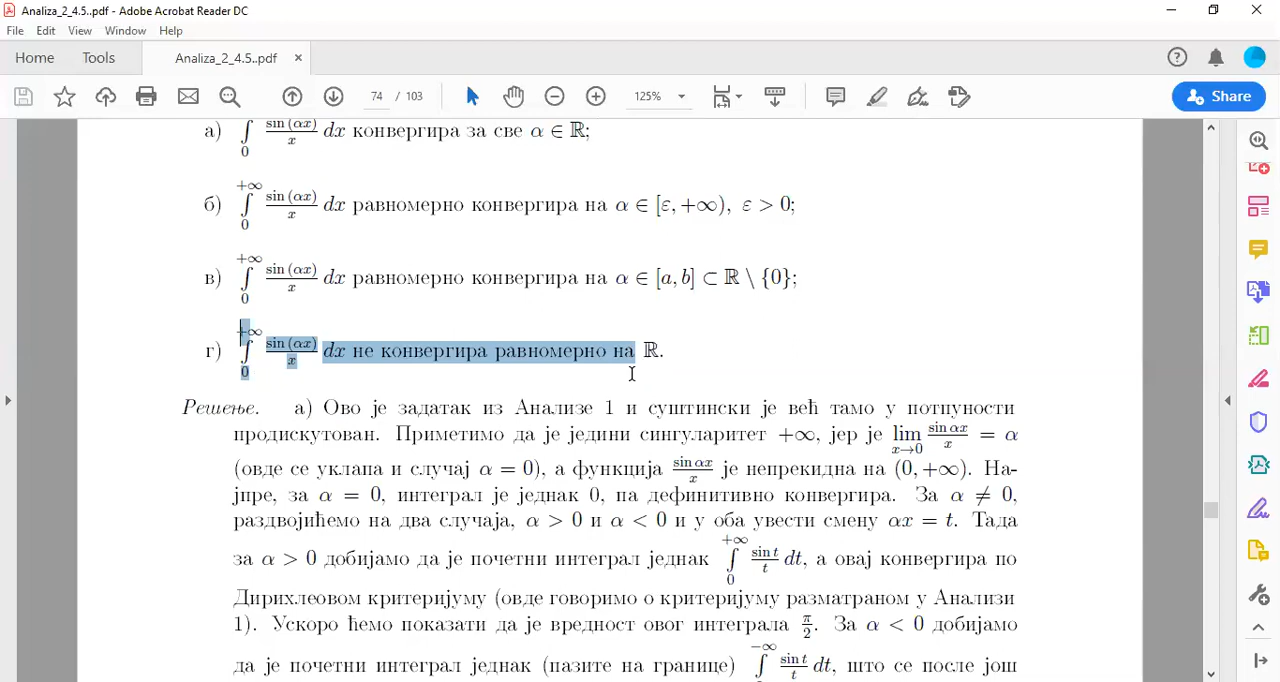 Analiza_2_4.5..pdf - Adobe Acrobat Reader DC
File Edit View Window Help
Home Tools Analiza_2_4.5..pdf ×
74 / 103 125% Share
а) ∫₀^{+∞} sin (αx)/x dx конвергира за све α ∈ ℝ;
б) ∫₀^{+∞} sin (αx)/x dx равномерно конвергира на α ∈ [ε, +∞), ε > 0;
в) ∫₀^{+∞} sin (αx)/x dx равномерно конвергира на α ∈ [a, b] ⊂ ℝ \ {0};
г) ∫₀^{+∞} sin (αx)/x dx не конвергира равномерно на ℝ.
Решење. а) Ово је задатак из Анализе 1 и суштински је већ тамо у потпуности
продискутован. Приметимо да је једини сингуларитет +∞, јер је lim_{x→0} sin αx/x = α
(овде се уклапа и случај α = 0), а функција sin αx/x је непрекидна на (0, +∞). На-
јпре, за α = 0, интеграл је једнак 0, па дефинитивно конвергира. За α ≠ 0,
раздвојићемо на два случаја, α > 0 и α < 0 и у оба увести смену αx = t. Тада
за α > 0 добијамо да је почетни интеграл једнак ∫₀^{+∞} sin t/t dt, а овај конвергира по
Дирихлеовом критеријуму (овде говоримо о критеријуму разматраном у Анализи
1). Ускоро ћемо показати да је вредност овог интеграла π/2. За α < 0 добијамо
да је почетни интеграл једнак (пазите на границе) ∫₀^{−∞} sin t/t dt, што се после још